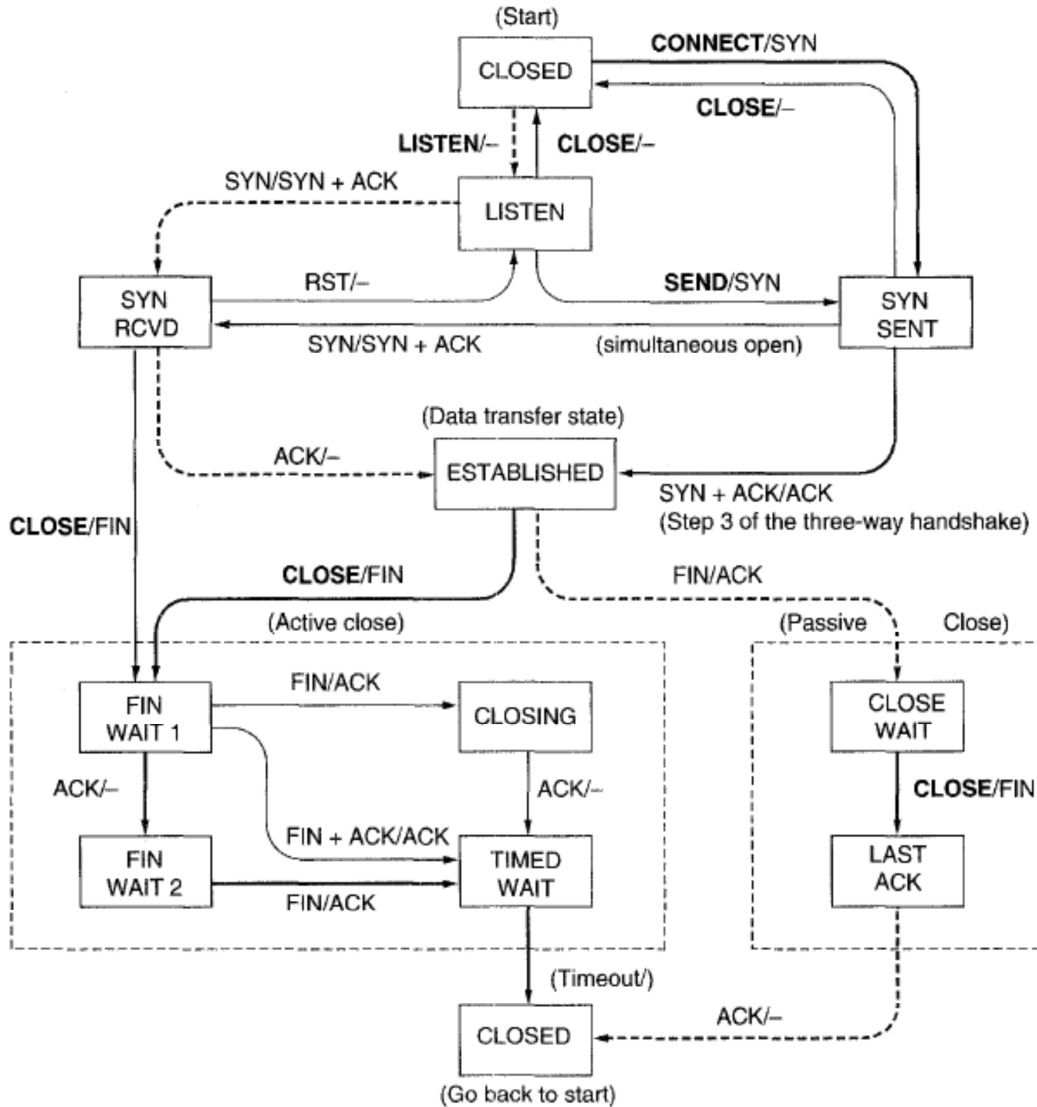 (Start)
CONNECT/SYN
CLOSED
CLOSE/–
LISTEN/–
CLOSE/–
SYN/SYN + ACK
LISTEN
RST/–
SEND/SYN
SYN
RCVD
SYN
SENT
SYN/SYN + ACK
(simultaneous open)
(Data transfer state)
ACK/–
ESTABLISHED
SYN + ACK/ACK
(Step 3 of the three-way handshake)
CLOSE/FIN
CLOSE/FIN
FIN/ACK
(Active close)
(Passive Close)
FIN/ACK
FIN
WAIT 1
CLOSING
CLOSE
WAIT
ACK/–
ACK/–
CLOSE/FIN
FIN + ACK/ACK
FIN
WAIT 2
TIMED
WAIT
LAST
ACK
FIN/ACK
(Timeout/)
ACK/–
CLOSED
(Go back to start)